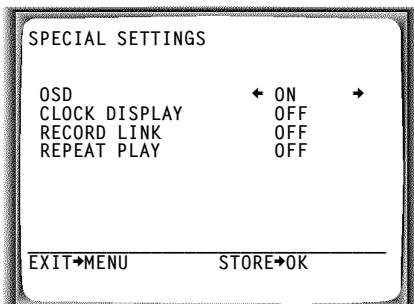 SPECIAL SETTINGS
OSD ← ON →
CLOCK DISPLAY OFF
RECORD LINK OFF
REPEAT PLAY OFF
EXIT→MENU STORE→OK